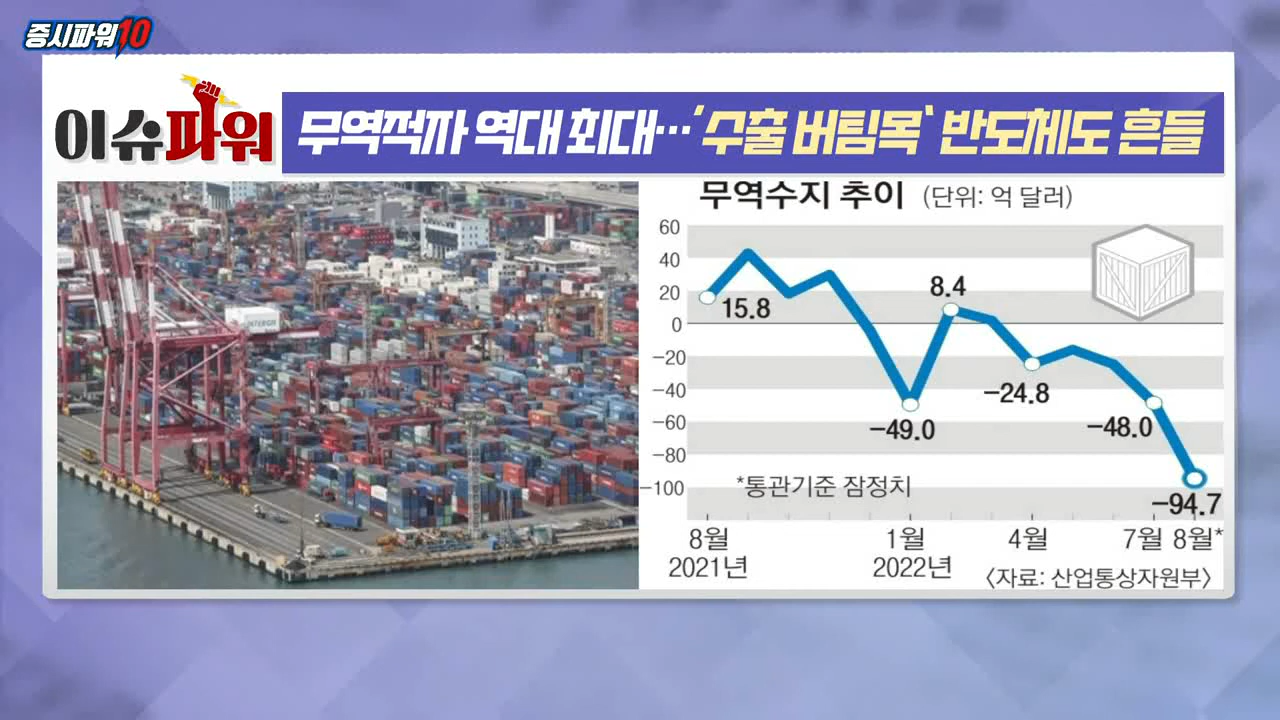 증시파워10
이슈파워
무역적자 역대 최대…'수출 버팀목' 반도체도 흔들
무역수지 추이 (단위: 억 달러)
60
40
20
0
-20
-40
-60
-80
-100
15.8
-49.0
8.4
-24.8
-48.0
-94.7
*통관기준 잠정치
8월 1월 4월 7월 8월*
2021년 2022년
〈자료: 산업통상자원부〉